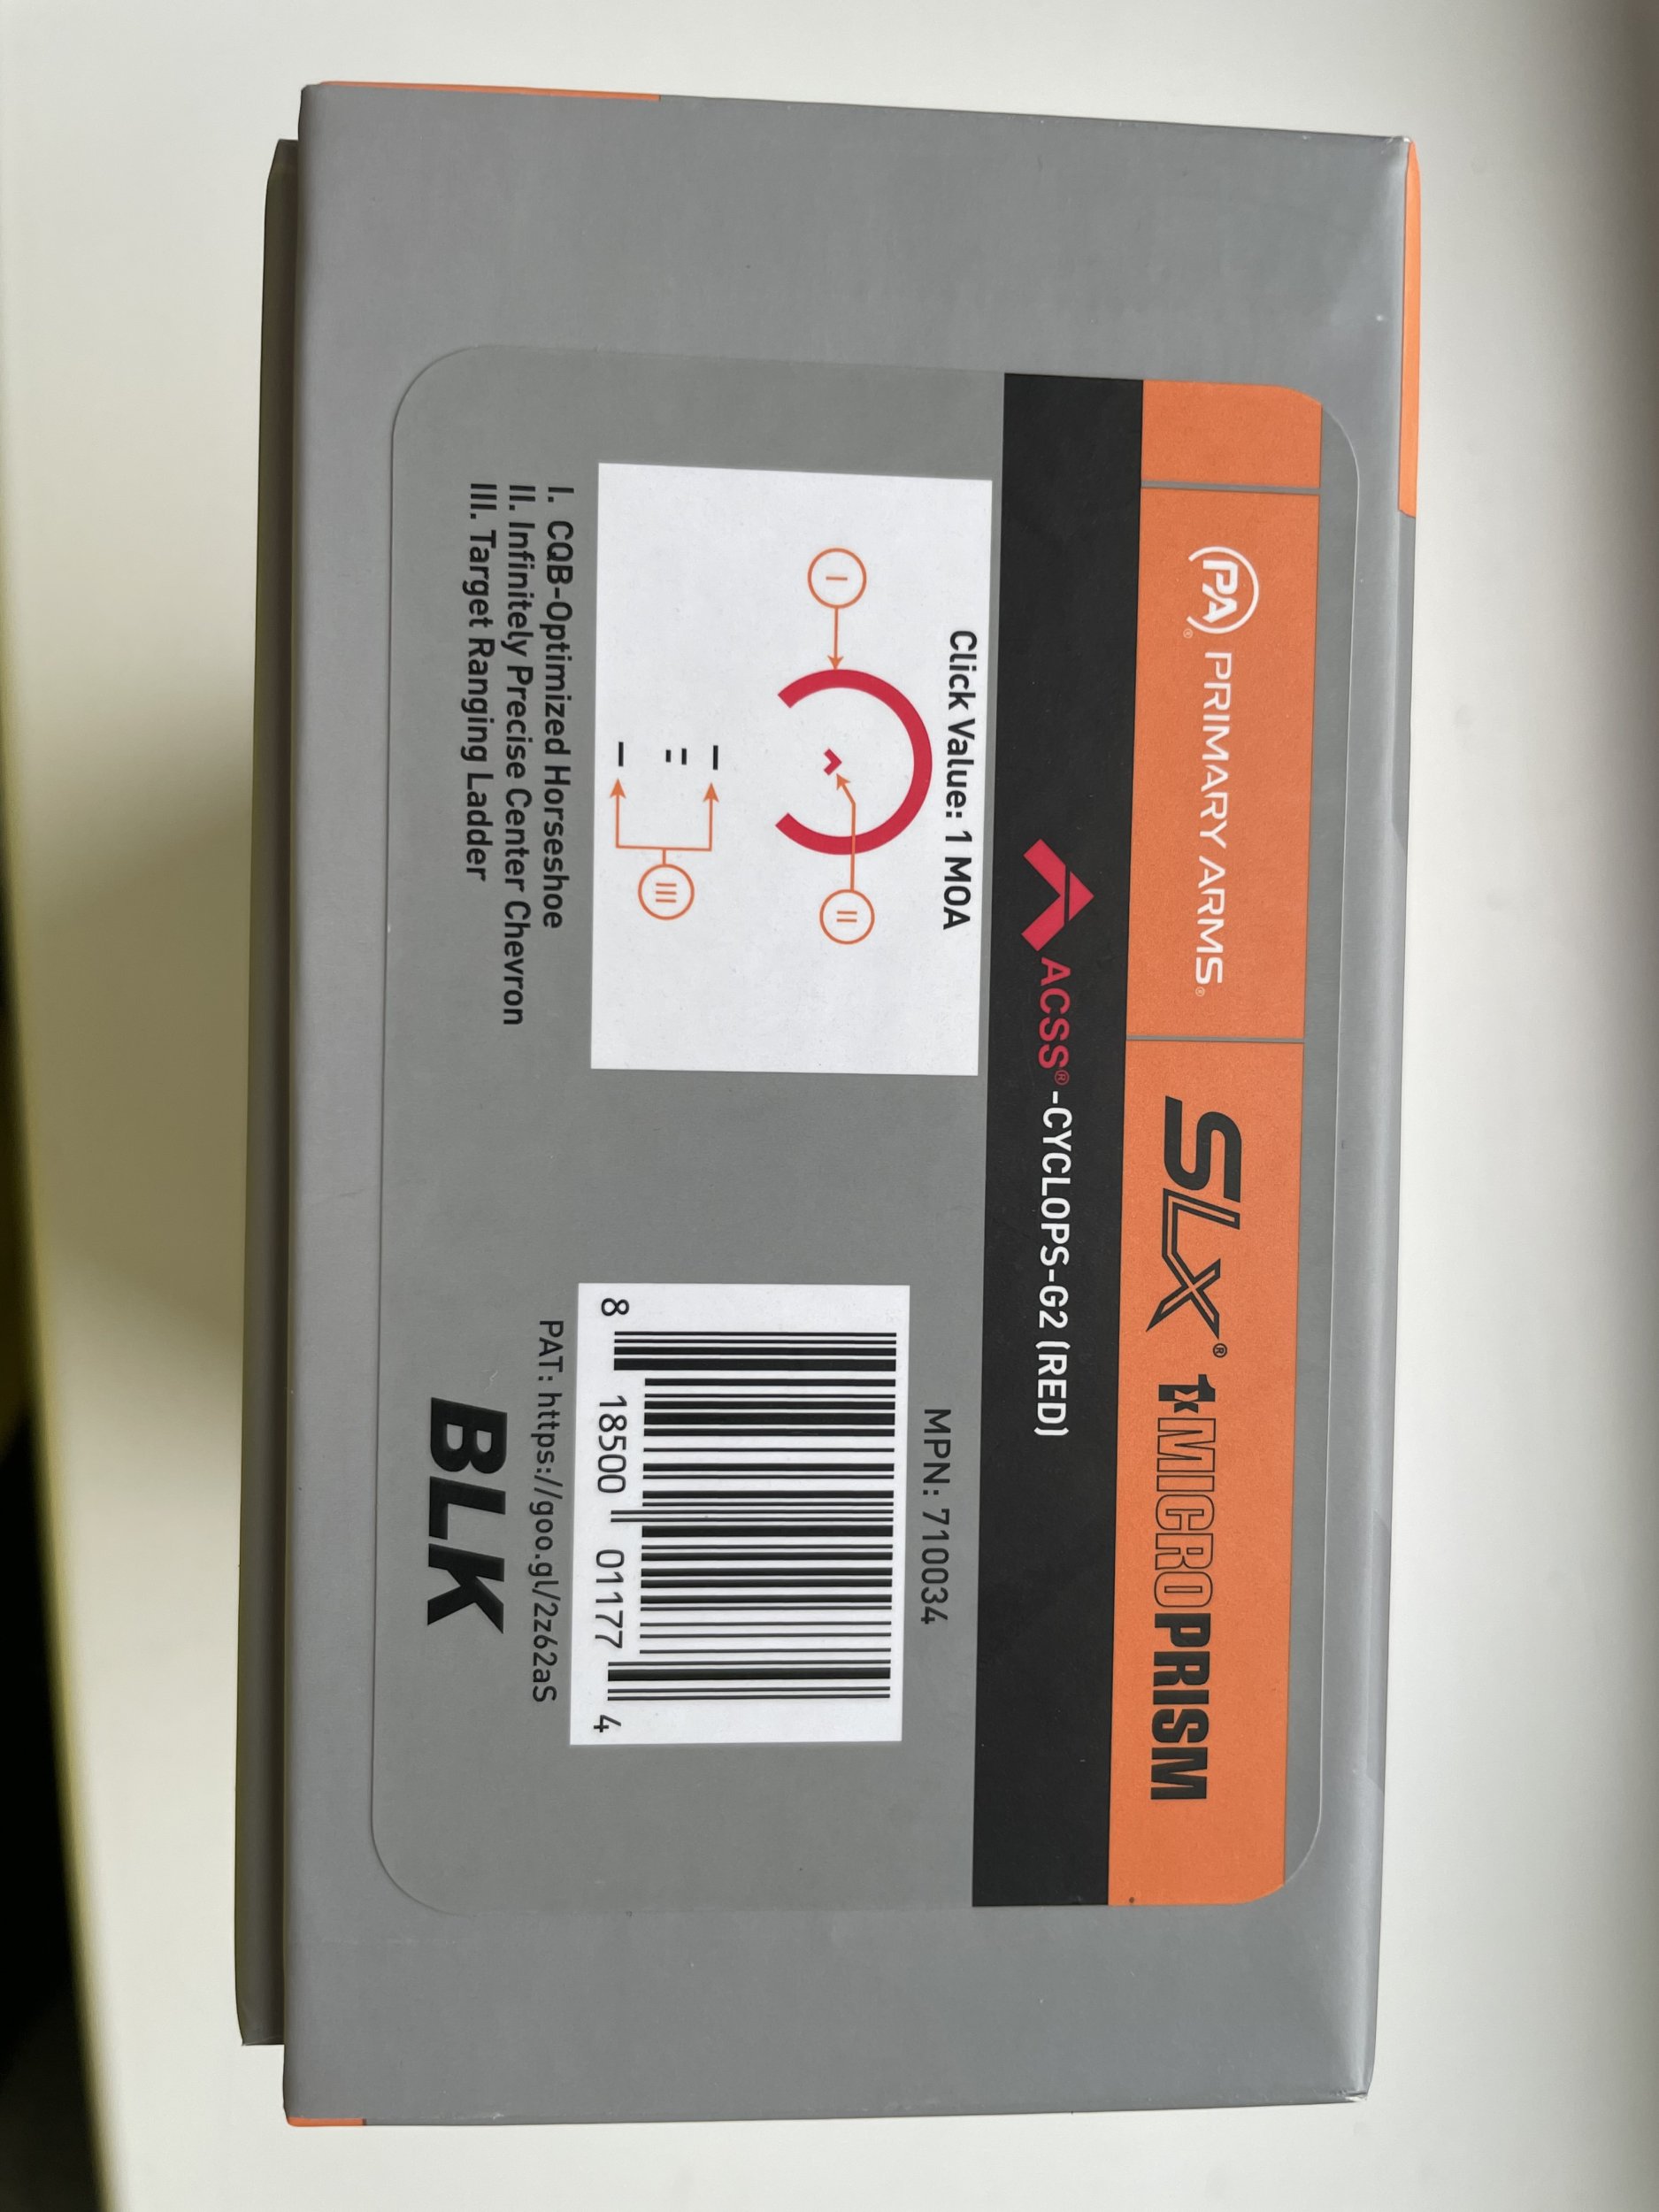 PA® PRIMARY ARMS®
SLX® 1x MICROPRISM
ACSS®-CYCLOPS-G2 (RED)
Click Value: 1 MOA
I
II
III
I. CQB-Optimized Horseshoe
II. Infinitely Precise Center Chevron
III. Target Ranging Ladder
MPN: 710034
8 18500 01177 4
PAT: https://goo.gl/2z62aS
BLK